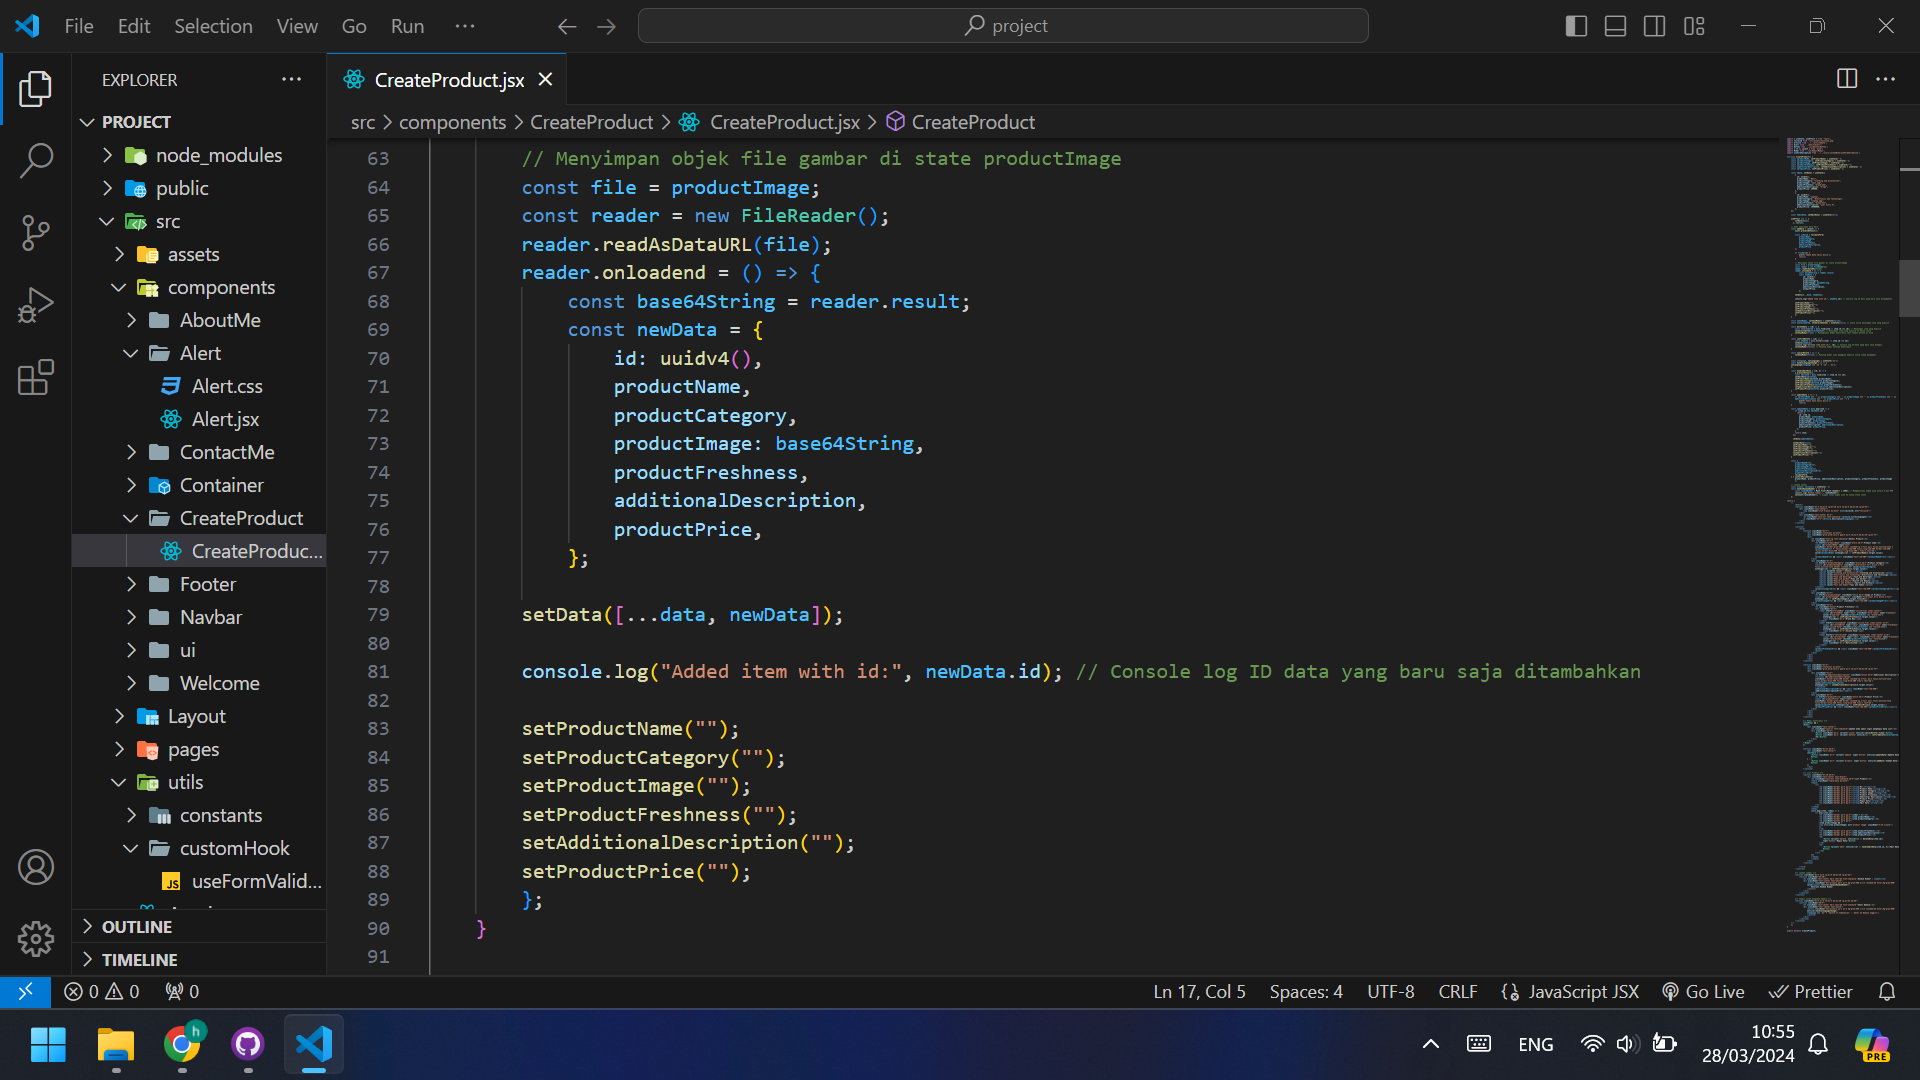 File Edit Selection View Go Run ···
project
EXPLORER
CreateProduct.jsx
PROJECT
src > components > CreateProduct > CreateProduct.jsx > CreateProduct
node_modules
public
src
assets
components
AboutMe
Alert
Alert.css
Alert.jsx
ContactMe
Container
CreateProduct
CreateProduc...
Footer
Navbar
ui
Welcome
Layout
pages
utils
constants
customHook
JS useFormValid...
OUTLINE
TIMELINE
63 // Menyimpan objek file gambar di state productImage
64 const file = productImage;
65 const reader = new FileReader();
66 reader.readAsDataURL(file);
67 reader.onloadend = () => {
68 const base64String = reader.result;
69 const newData = {
70 id: uuidv4(),
71 productName,
72 productCategory,
73 productImage: base64String,
74 productFreshness,
75 additionalDescription,
76 productPrice,
77 };
78
79 setData([...data, newData]);
80
81 console.log("Added item with id:", newData.id); // Console log ID data yang baru saja ditambahkan
82
83 setProductName("");
84 setProductCategory("");
85 setProductImage("");
86 setProductFreshness("");
87 setAdditionalDescription("");
88 setProductPrice("");
89 };
90 }
91
0 0 0
Ln 17, Col 5 Spaces: 4 UTF-8 CRLF JavaScript JSX Go Live Prettier
h
ENG
10:55
28/03/2024
PRE